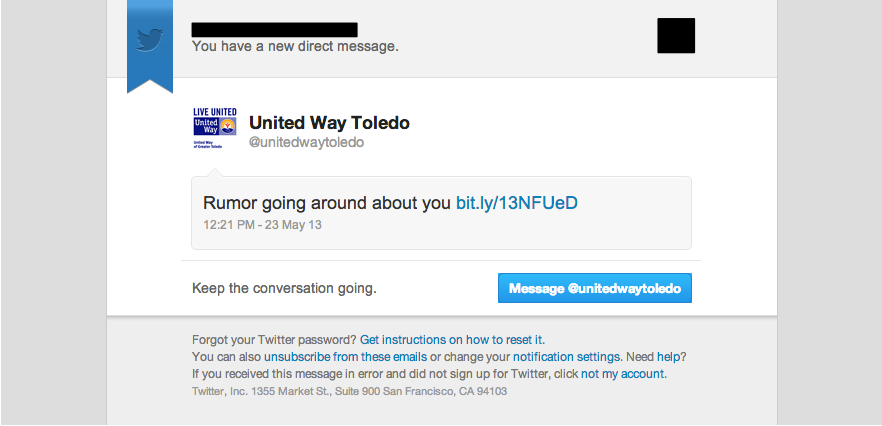 You have a new direct message.
LIVE UNITED
United
Way
United Way
of Greater Toledo
United Way Toledo
@unitedwaytoledo
Rumor going around about you bit.ly/13NFUeD
12:21 PM - 23 May 13
Keep the conversation going.
Message @unitedwaytoledo
Forgot your Twitter password? Get instructions on how to reset it.
You can also unsubscribe from these emails or change your notification settings. Need help?
If you received this message in error and did not sign up for Twitter, click not my account.
Twitter, Inc. 1355 Market St., Suite 900 San Francisco, CA 94103